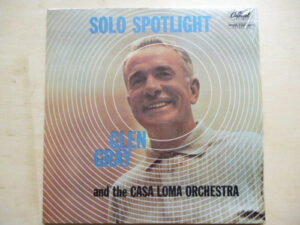 SOLO SPOTLIGHT
Capitol
GLEN
GRAY
and the CASA LOMA ORCHESTRA